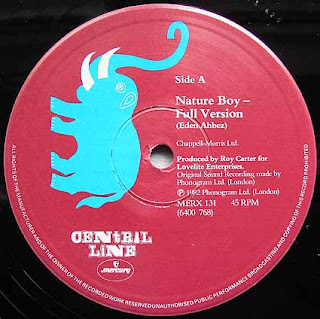 Side A
Nature Boy –
Full Version
(Eden Ahbez)
Chappell-Morris Ltd.
Produced by Roy Carter for
Lovelite Enterprises.
Original Sound Recording made by
Phonogram Ltd. (London)
℗ 1982 Phonogram Ltd. (London)
MERX 131
(6400 768) 45 RPM
CENTRAL
LINE
mercury
ALL RIGHTS OF THE MANUFACTURER AND OF THE OWNER OF THE RECORDED WORK RESERVED UNAUTHORISED PUBLIC PERFORMANCE BROADCASTING AND COPYING OF THIS RECORD PROHIBITED